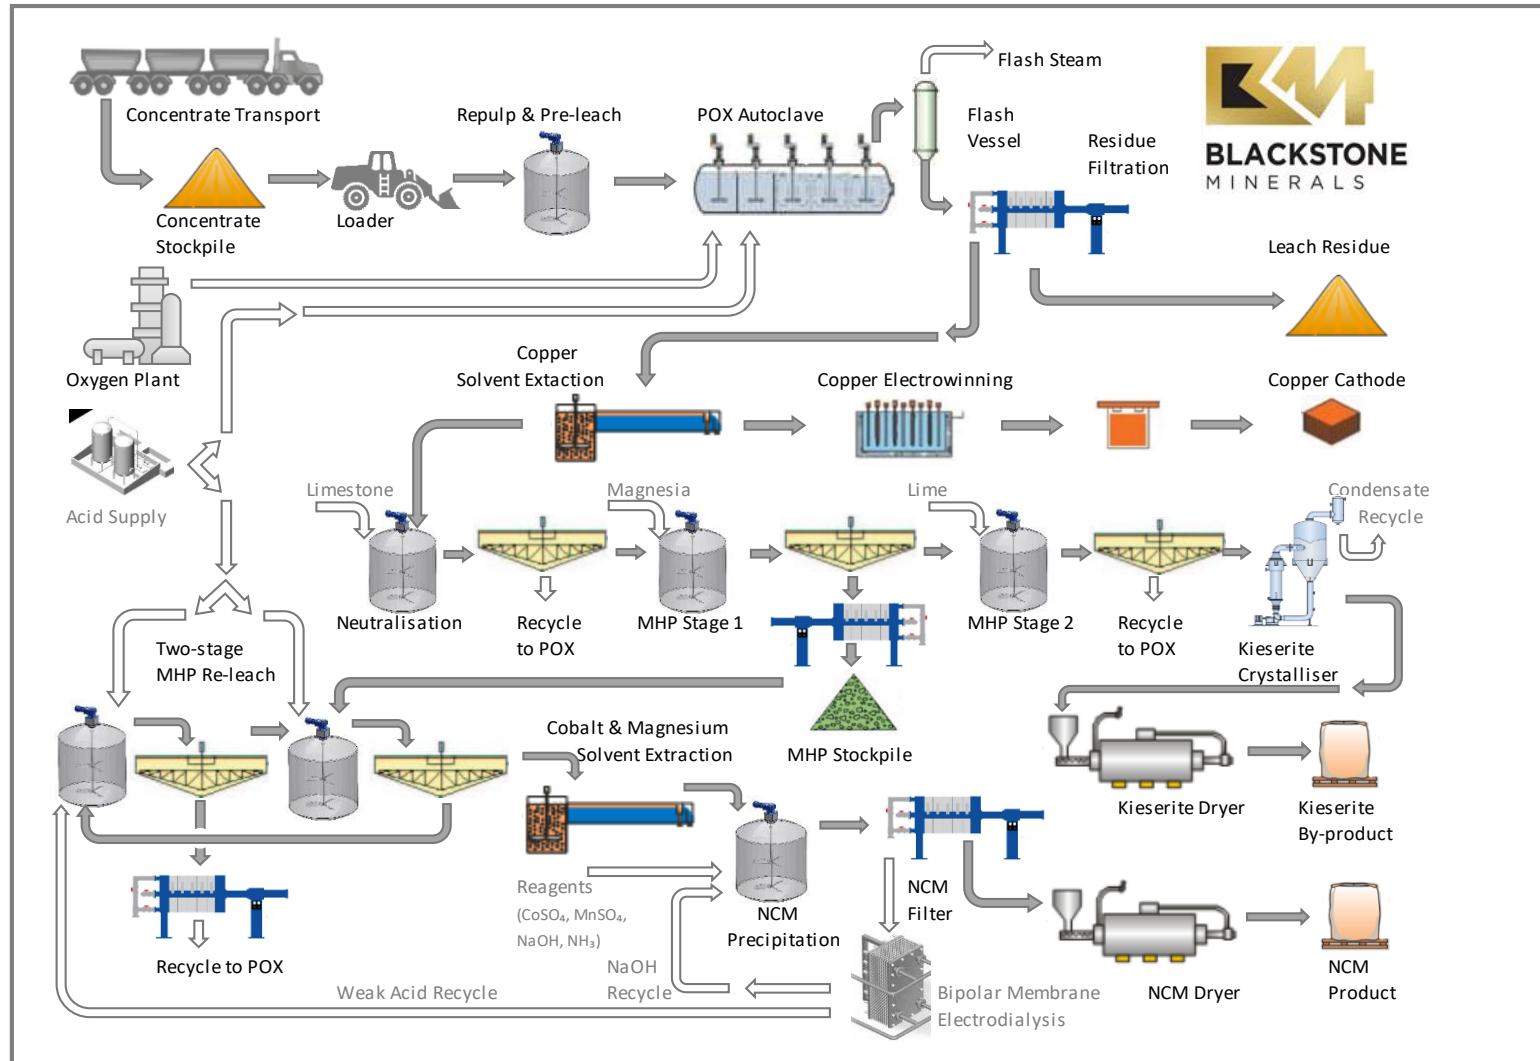 Flash Steam
Concentrate Transport
Repulp & Pre-leach
POX Autoclave
Flash
Vessel
Residue
Filtration
BLACKSTONE
MINERALS
Concentrate
Stockpile
Loader
Leach Residue
Oxygen Plant
Copper
Solvent Extaction
Copper Electrowinning
Copper Cathode
Acid Supply
Limestone
Magnesia
Lime
Condensate
Recycle
Neutralisation
Recycle
to POX
MHP Stage 1
MHP Stage 2
Recycle
to POX
Kieserite
Crystalliser
Two-stage
MHP Re-leach
Cobalt & Magnesium
Solvent Extraction
MHP Stockpile
Kieserite Dryer
Kieserite
By-product
Reagents
(CoSO₄, MnSO₄,
NaOH, NH₃)
NCM
Precipitation
NCM
Filter
Recycle to POX
NaOH
Recycle
Weak Acid Recycle
Bipolar Membrane
Electrodialysis
NCM Dryer
NCM
Product